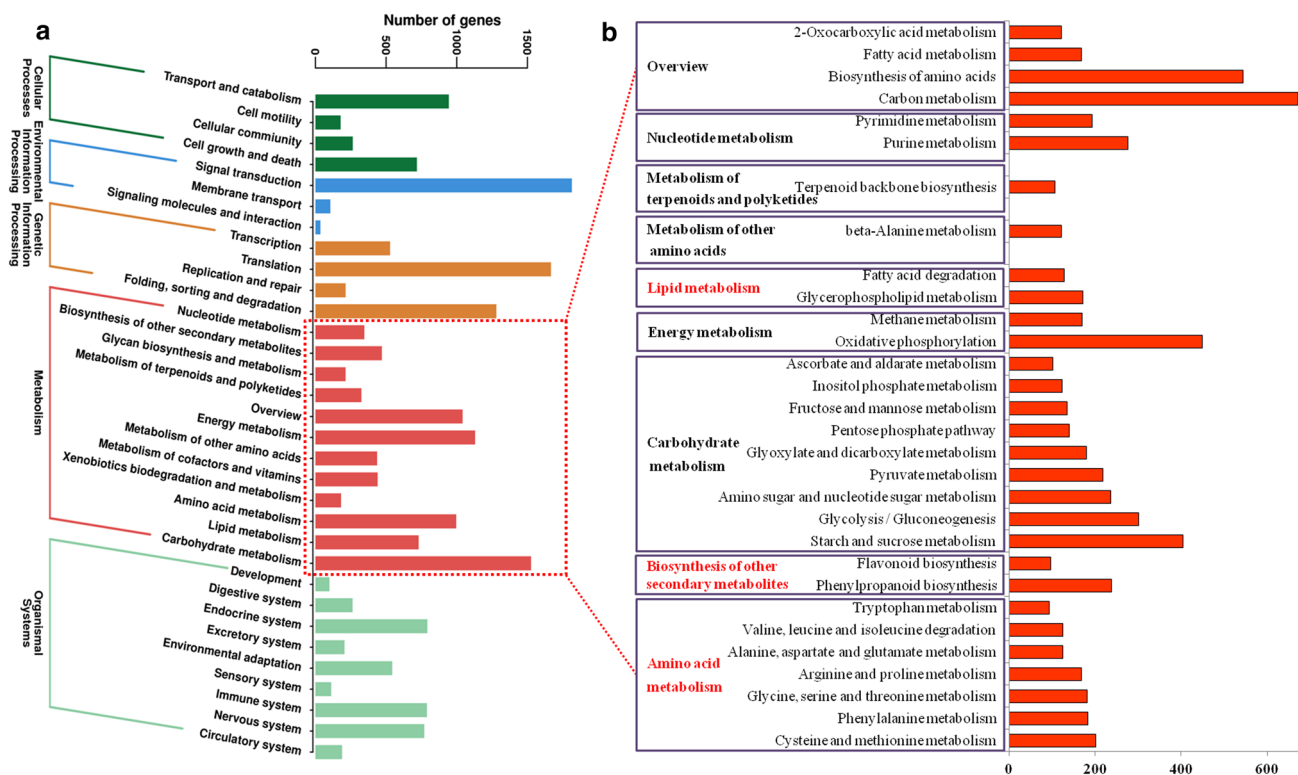 a
Number of genes
0
500
1000
1500
Cellular
Processes
Environmental
Information
Processing
Genetic
Information
Processing
Metabolism
Organismal
Systems
Transport and catabolism
Cell motility
Cellular community
Cell growth and death
Signal transduction
Membrane transport
Signaling molecules and interaction
Transcription
Translation
Replication and repair
Folding, sorting and degradation
Nucleotide metabolism
Biosynthesis of other secondary metabolites
Glycan biosynthesis and metabolism
Metabolism of terpenoids and polyketides
Overview
Energy metabolism
Metabolism of other amino acids
Metabolism of cofactors and vitamins
Xenobiotics biodegradation and metabolism
Amino acid metabolism
Lipid metabolism
Carbohydrate metabolism
Development
Digestive system
Endocrine system
Excretory system
Environmental adaptation
Sensory system
Immune system
Nervous system
Circulatory system
b
Overview
2-Oxocarboxylic acid metabolism
Fatty acid metabolism
Biosynthesis of amino acids
Carbon metabolism
Nucleotide metabolism
Pyrimidine metabolism
Purine metabolism
Metabolism of
terpenoids and polyketides
Terpenoid backbone biosynthesis
Metabolism of other
amino acids
beta-Alanine metabolism
Lipid metabolism
Fatty acid degradation
Glycerophospholipid metabolism
Energy metabolism
Methane metabolism
Oxidative phosphorylation
Carbohydrate
metabolism
Ascorbate and aldarate metabolism
Inositol phosphate metabolism
Fructose and mannose metabolism
Pentose phosphate pathway
Glyoxylate and dicarboxylate metabolism
Pyruvate metabolism
Amino sugar and nucleotide sugar metabolism
Glycolysis / Gluconeogenesis
Starch and sucrose metabolism
Biosynthesis of other
secondary metabolites
Flavonoid biosynthesis
Phenylpropanoid biosynthesis
Amino acid
metabolism
Tryptophan metabolism
Valine, leucine and isoleucine degradation
Alanine, aspartate and glutamate metabolism
Arginine and proline metabolism
Glycine, serine and threonine metabolism
Phenylalanine metabolism
Cysteine and methionine metabolism
0
200
400
600